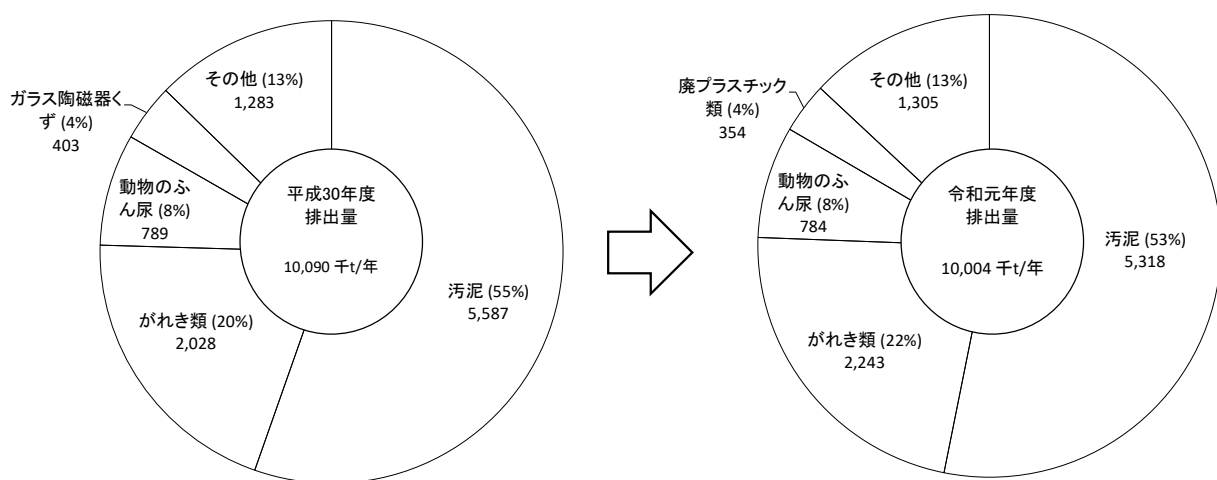 その他 (13%)
1,283
ガラス陶磁器く
ず (4%)
403
動物のふ
ん尿 (8%)
789
平成30年度
排出量
10,090 千t/年
汚泥 (55%)
5,587
がれき類 (20%)
2,028
その他 (13%)
1,305
廃プラスチック
類 (4%)
354
動物のふ
ん尿 (8%)
784
令和元年度
排出量
10,004 千t/年
汚泥 (53%)
5,318
がれき類 (22%)
2,243